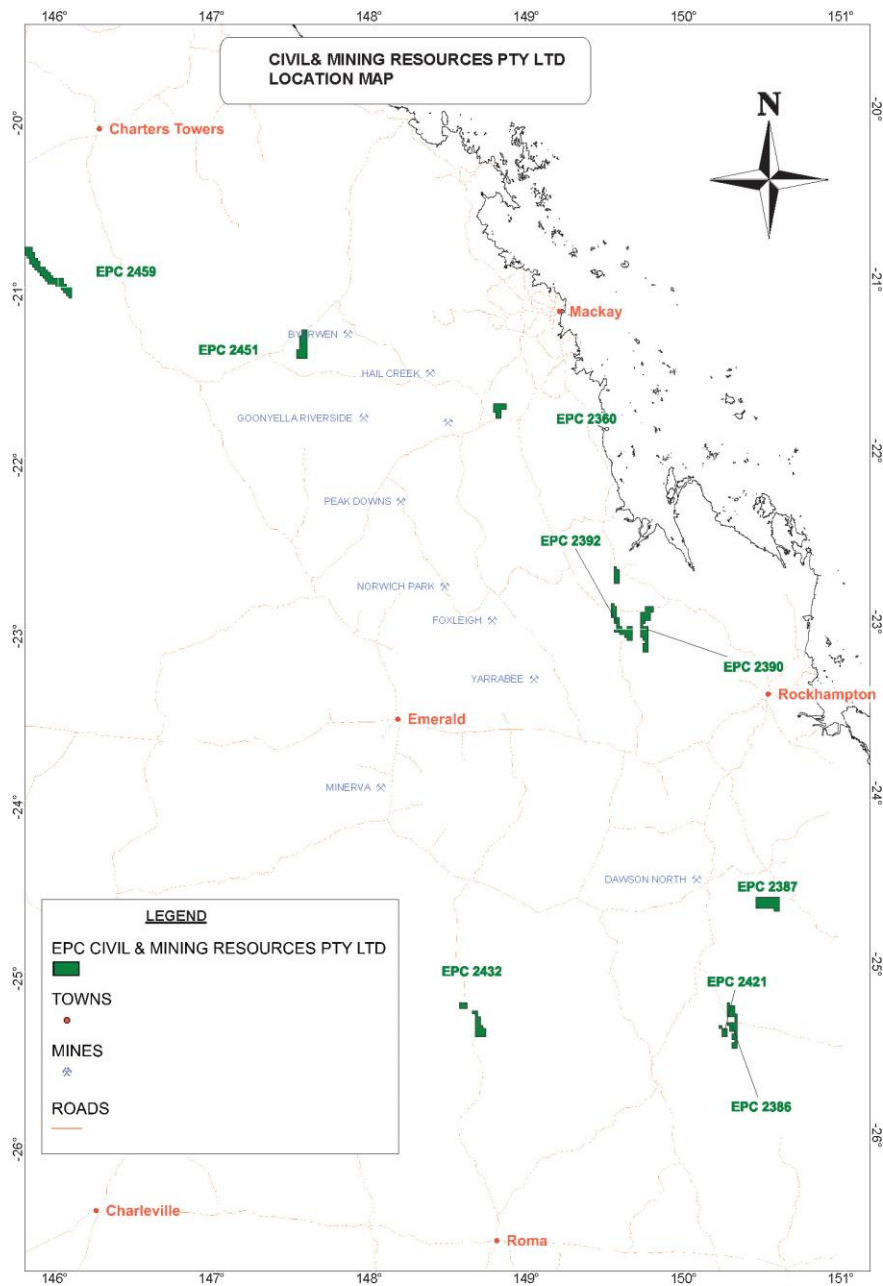 146°
147°
148°
149°
150°
151°
CIVIL& MINING RESOURCES PTY LTD
LOCATION MAP
N
-20°
-20°
Charters Towers
EPC 2459
-21°
-21°
Mackay
BYERWEN
EPC 2451
HAIL CREEK
GOONYELLA RIVERSIDE
EPC 2360
-22°
-22°
PEAK DOWNS
EPC 2392
NORWICH PARK
FOXLEIGH
-23°
-23°
EPC 2390
YARRABEE
Rockhampton
Emerald
MINERVA
-24°
-24°
DAWSON NORTH
EPC 2387
LEGEND
EPC CIVIL & MINING RESOURCES PTY LTD
TOWNS
MINES
ROADS
EPC 2432
-25°
-25°
EPC 2421
EPC 2386
-26°
-26°
Charleville
Roma
146°
147°
148°
149°
150°
151°